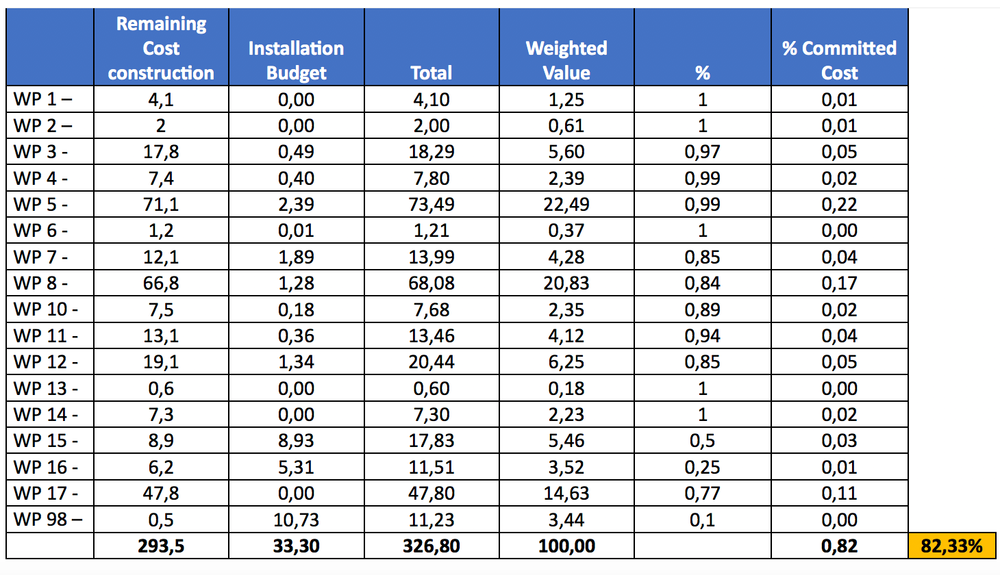 Remaining Cost construction	Installation Budget	Total	Weighted Value	%	% Committed Cost
WP 1 –	4,1	0,00	4,10	1,25	1	0,01
WP 2 –	2	0,00	2,00	0,61	1	0,01
WP 3 -	17,8	0,49	18,29	5,60	0,97	0,05
WP 4 -	7,4	0,40	7,80	2,39	0,99	0,02
WP 5 -	71,1	2,39	73,49	22,49	0,99	0,22
WP 6 -	1,2	0,01	1,21	0,37	1	0,00
WP 7 -	12,1	1,89	13,99	4,28	0,85	0,04
WP 8 -	66,8	1,28	68,08	20,83	0,84	0,17
WP 10 -	7,5	0,18	7,68	2,35	0,89	0,02
WP 11 -	13,1	0,36	13,46	4,12	0,94	0,04
WP 12 -	19,1	1,34	20,44	6,25	0,85	0,05
WP 13 -	0,6	0,00	0,60	0,18	1	0,00
WP 14 -	7,3	0,00	7,30	2,23	1	0,02
WP 15 -	8,9	8,93	17,83	5,46	0,5	0,03
WP 16 -	6,2	5,31	11,51	3,52	0,25	0,01
WP 17 -	47,8	0,00	47,80	14,63	0,77	0,11
WP 98 –	0,5	10,73	11,23	3,44	0,1	0,00
293,5	33,30	326,80	100,00	0,82	82,33%